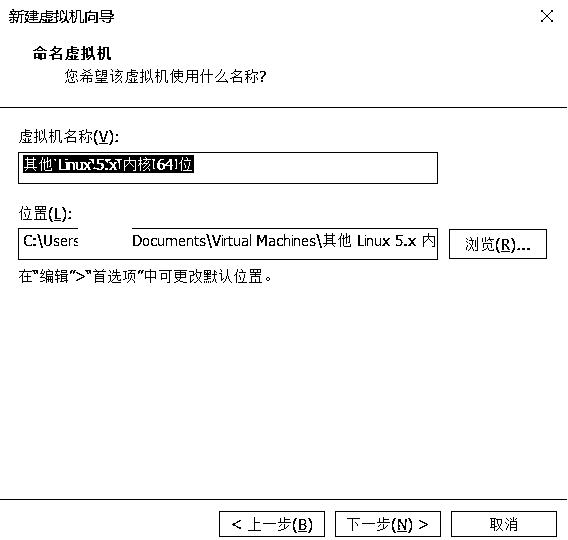 新建虚拟机向导
命名虚拟机
您希望该虚拟机使用什么名称?
虚拟机名称(V):
其他 Linux 5.x 内核 64 位
位置(L):
C:\Users Documents\Virtual Machines\其他 Linux 5.x 内
浏览(R)...
在"编辑">"首选项"中可更改默认位置。
< 上一步(B)
下一步(N) >
取消